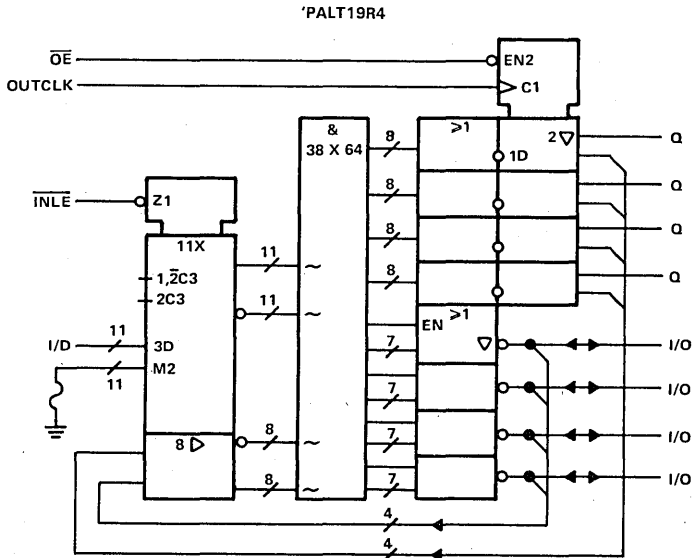 'PALT19R4
OE
EN2
OUTCLK
C1
&
38 X 64
8
≥1
2 ▽
Q
1D
INLE
Z1
8
Q
11X
8
Q
11
~
1,2̅C3
8
Q
2C3
11
~
EN ≥1
I/D
11
3D
7
▽
I/O
M2
11
7
I/O
8 ▷
8
~
7
I/O
8
~
7
I/O
4
4